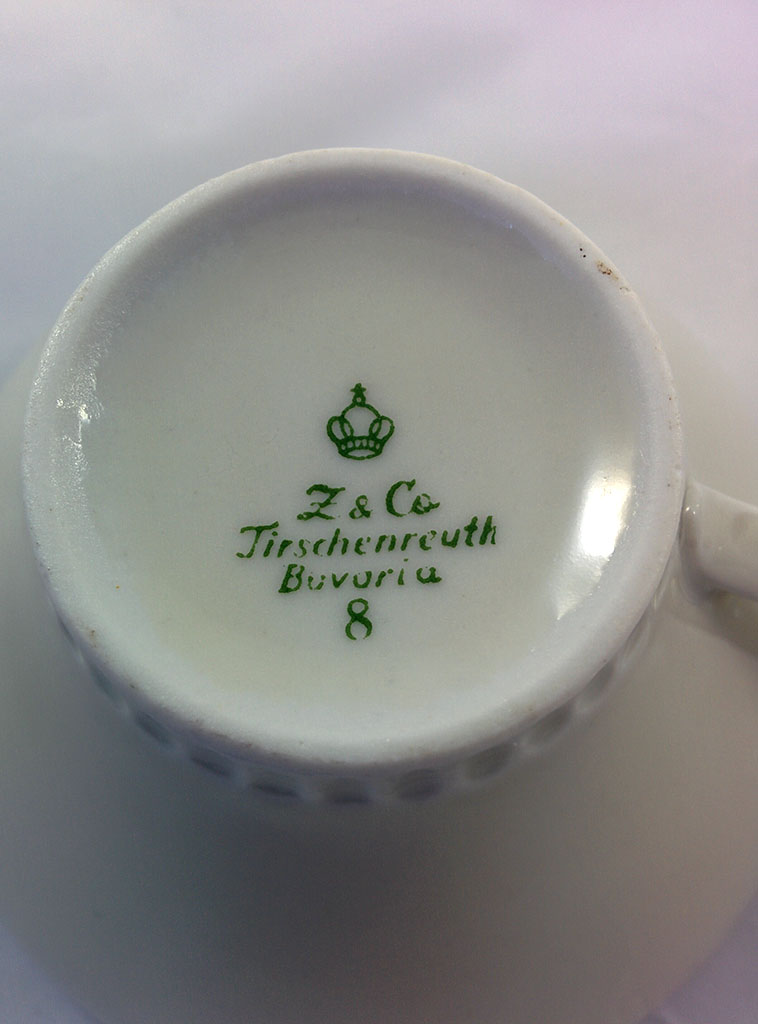 Z & Co
Tirschenreuth
Bavaria
8